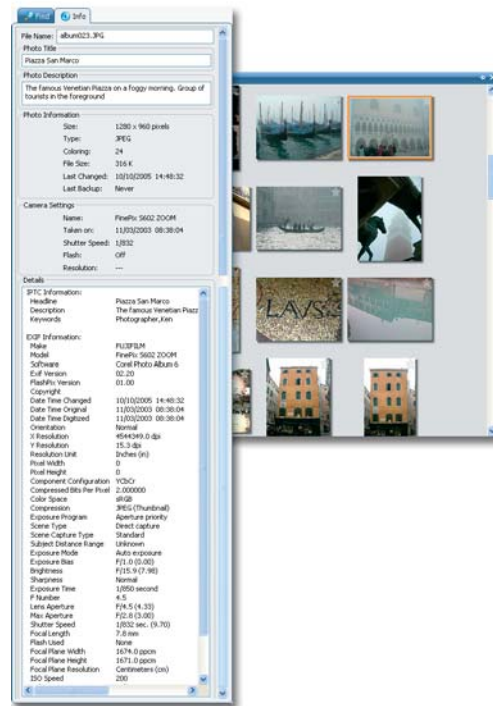 Find Info
File Name: album023.JPG
Photo Title
Piazza San Marco
Photo Description
The famous Venetian Piazza on a foggy morning. Group of
tourists in the foreground
Photo Information
Size: 1280 x 960 pixels
Type: JPEG
Coloring: 24
File Size: 316 K
Last Changed: 10/10/2005 14:48:32
Last Backup: Never
Camera Settings
Name: FinePix S602 ZOOM
Taken on: 11/03/2003 08:38:04
Shutter Speed: 1/832
Flash: Off
Resolution: ---
Details
IPTC Information:
Headline Piazza San Marco
Description The famous Venetian Piazz
Keywords Photographer,Ken
EXIF Information:
Make FUJIFILM
Model FinePix S602 ZOOM
Software Corel Photo Album 6
Exif Version 02.20
FlashPix Version 01.00
Copyright
Date Time Changed 10/10/2005 14:48:32
Date Time Original 11/03/2003 08:38:04
Date Time Digitized 11/03/2003 08:38:04
Orientation Normal
X Resolution 4544349.0 dpi
Y Resolution 15.3 dpi
Resolution Unit Inches (in)
Pixel Width 0
Pixel Height 0
Component Configuration YCbCr
Compressed Bits Per Pixel 2.000000
Color Space sRGB
Compression JPEG (Thumbnail)
Exposure Program Aperture priority
Scene Type Direct capture
Scene Capture Type Standard
Subject Distance Range Unknown
Exposure Mode Auto exposure
Exposure Bias F/1.0 (0.00)
Brightness F/15.9 (7.98)
Sharpness Normal
Exposure Time 1/850 second
F Number 4.5
Lens Aperture F/4.5 (4.33)
Max Aperture F/2.8 (3.00)
Shutter Speed 1/832 sec. (9.70)
Focal Length 7.8 mm
Flash Used None
Focal Plane Width 1674.0 ppcm
Focal Plane Height 1671.0 ppcm
Focal Plane Resolution Centimeters (cm)
ISO Speed 200
LAVS